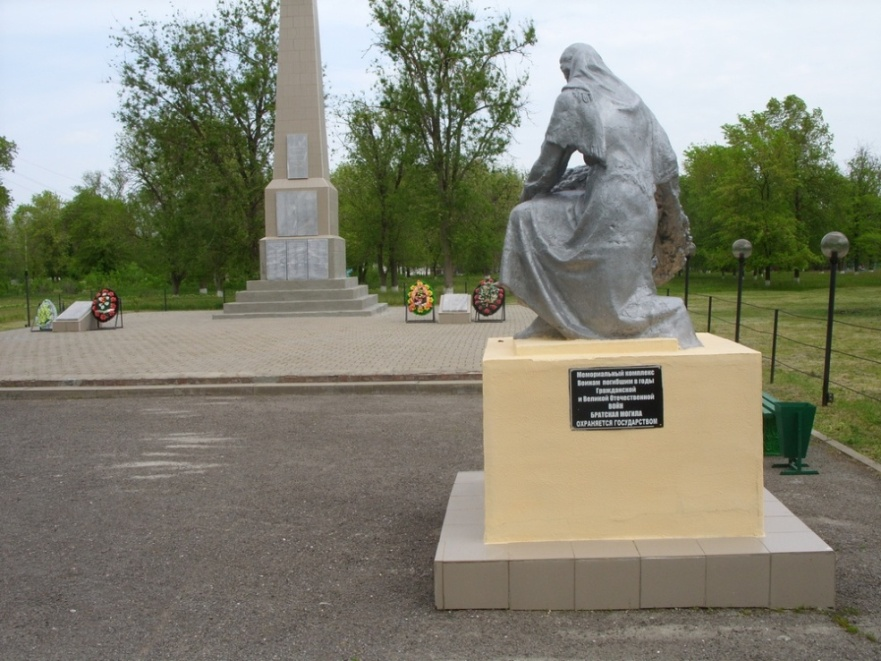 Мемориальный комплекс
Воинам погибшим в годы
Гражданской
и Великой Отечественной
ВОЙН
БРАТСКАЯ МОГИЛА
ОХРАНЯЕТСЯ ГОСУДАРСТВОМ